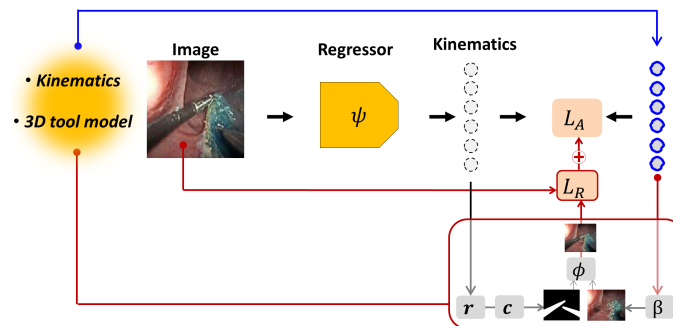 Image
Regressor
Kinematics
• Kinematics
• 3D tool model
ψ
L_A
+
L_R
ϕ
r
c
β